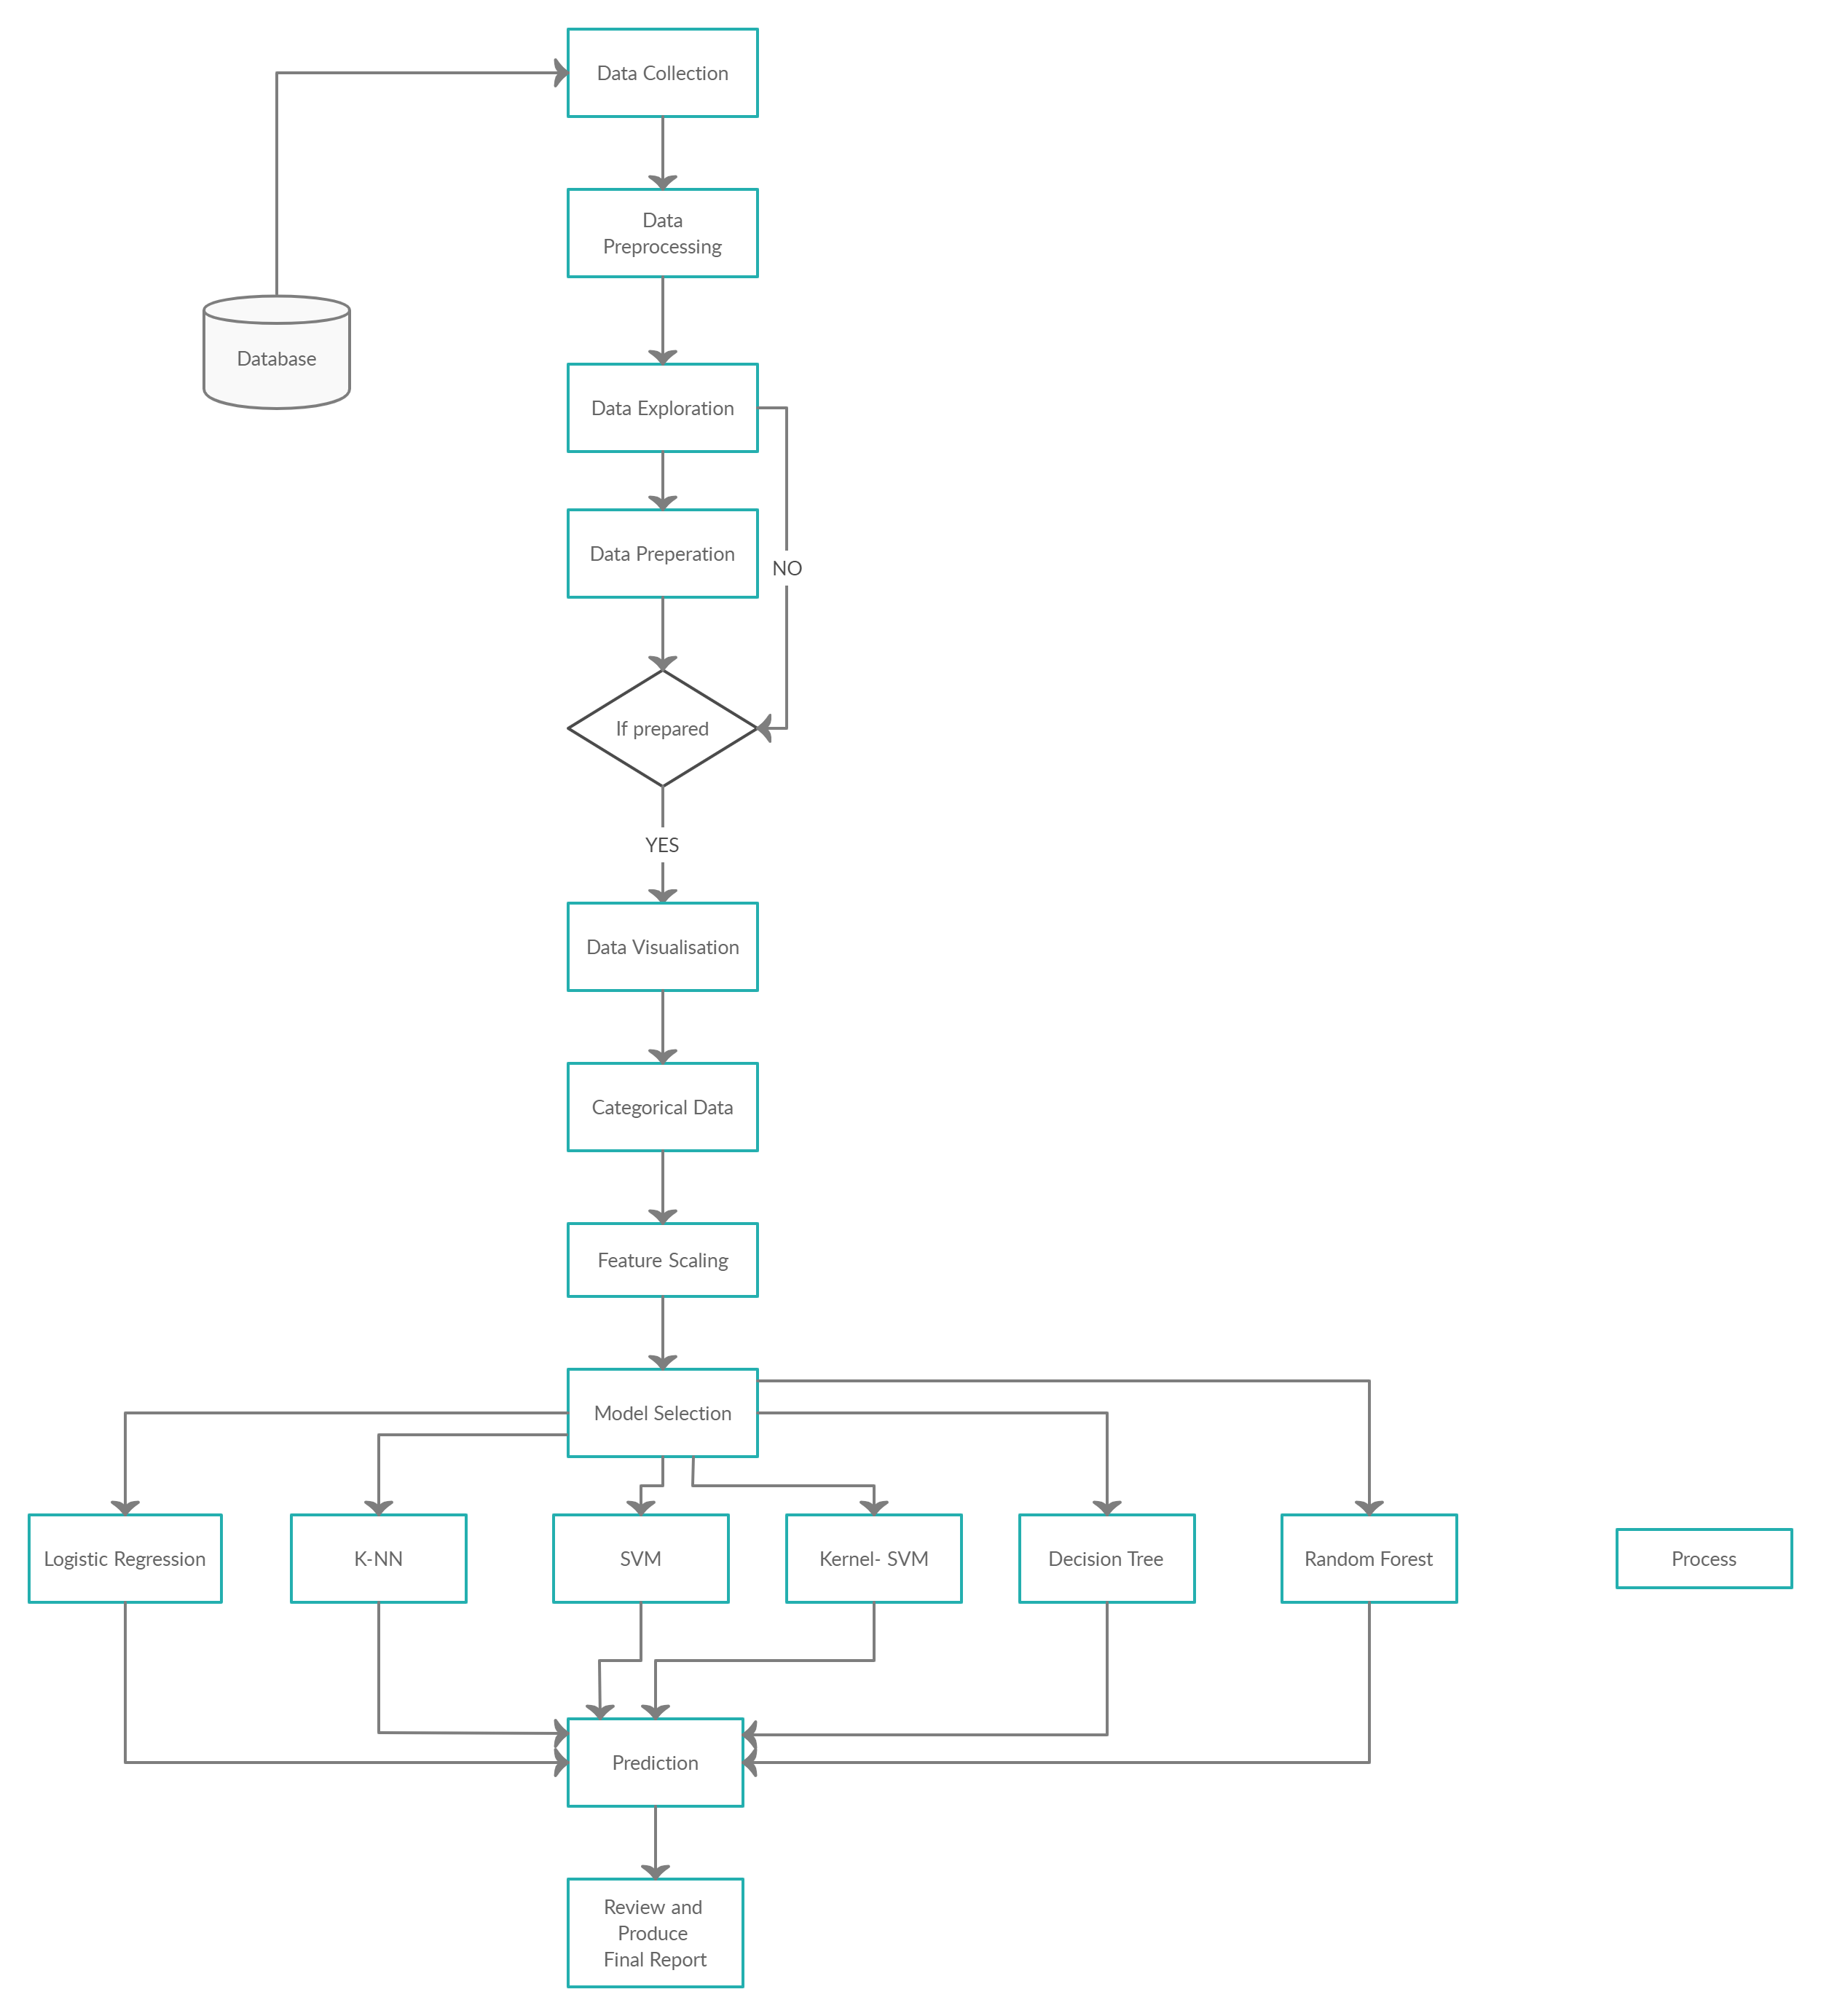 Data Collection
Data
Preprocessing
Database
Data Exploration
Data Preperation
NO
If prepared
YES
Data Visualisation
Categorical Data
Feature Scaling
Model Selection
Logistic Regression
K-NN
SVM
Kernel- SVM
Decision Tree
Random Forest
Process
Prediction
Review and
Produce
Final Report